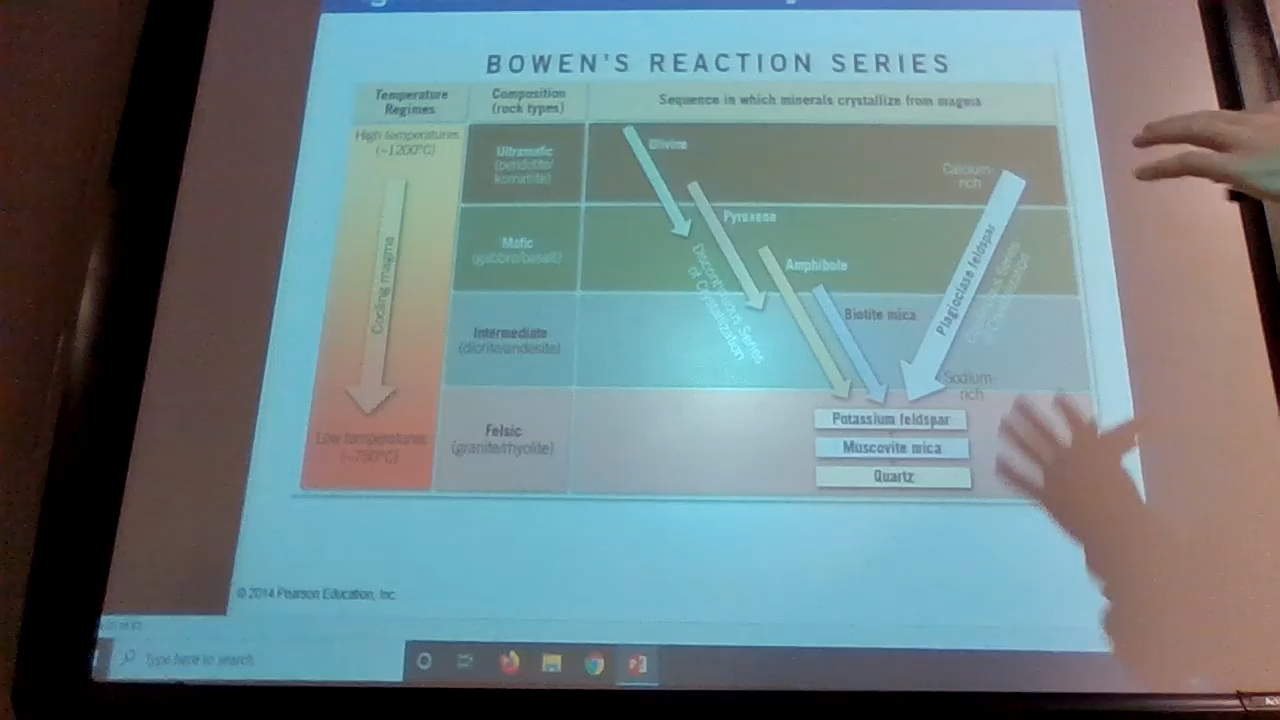 BOWEN'S REACTION SERIES
Temperature
Regimes
Composition
(rock types)
Sequence in which minerals crystallize from magma
High temperatures
(~1200°C)
Cooling magma
Low temperatures
(~750°C)
Ultramafic
(peridotite/
komatiite)
Mafic
(gabbro/basalt)
Intermediate
(diorite/andesite)
Felsic
(granite/rhyolite)
Olivine
Pyroxene
Amphibole
Biotite mica
Discontinuous Series
of Crystallization
Calcium-
rich
Plagioclase feldspar
Sodium-
rich
Potassium feldspar
Muscovite mica
Quartz
© 2014 Pearson Education, Inc.
Type here to search